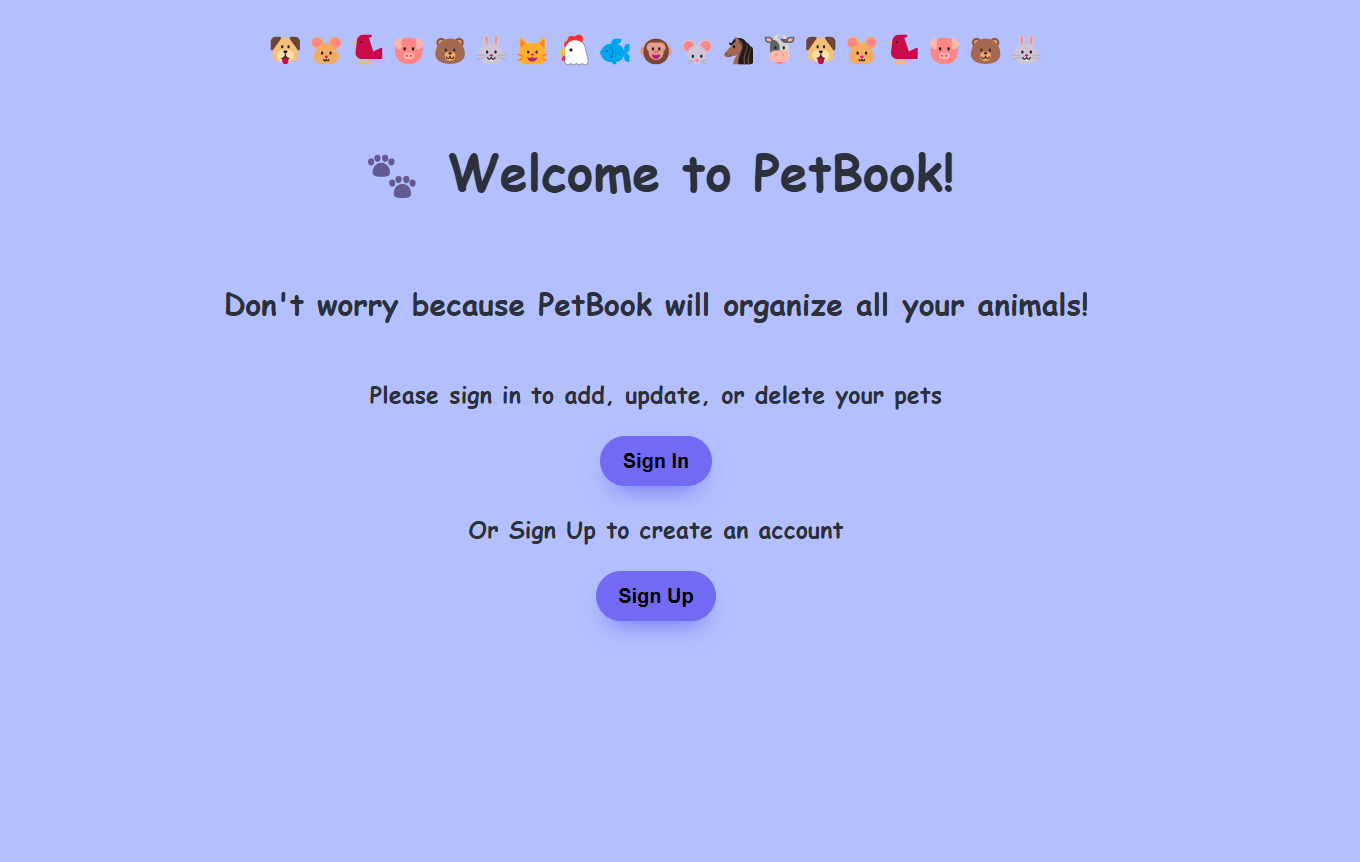 Welcome to PetBook!
Don't worry because PetBook will organize all your animals!
Please sign in to add, update, or delete your pets
Sign In
Or Sign Up to create an account
Sign Up